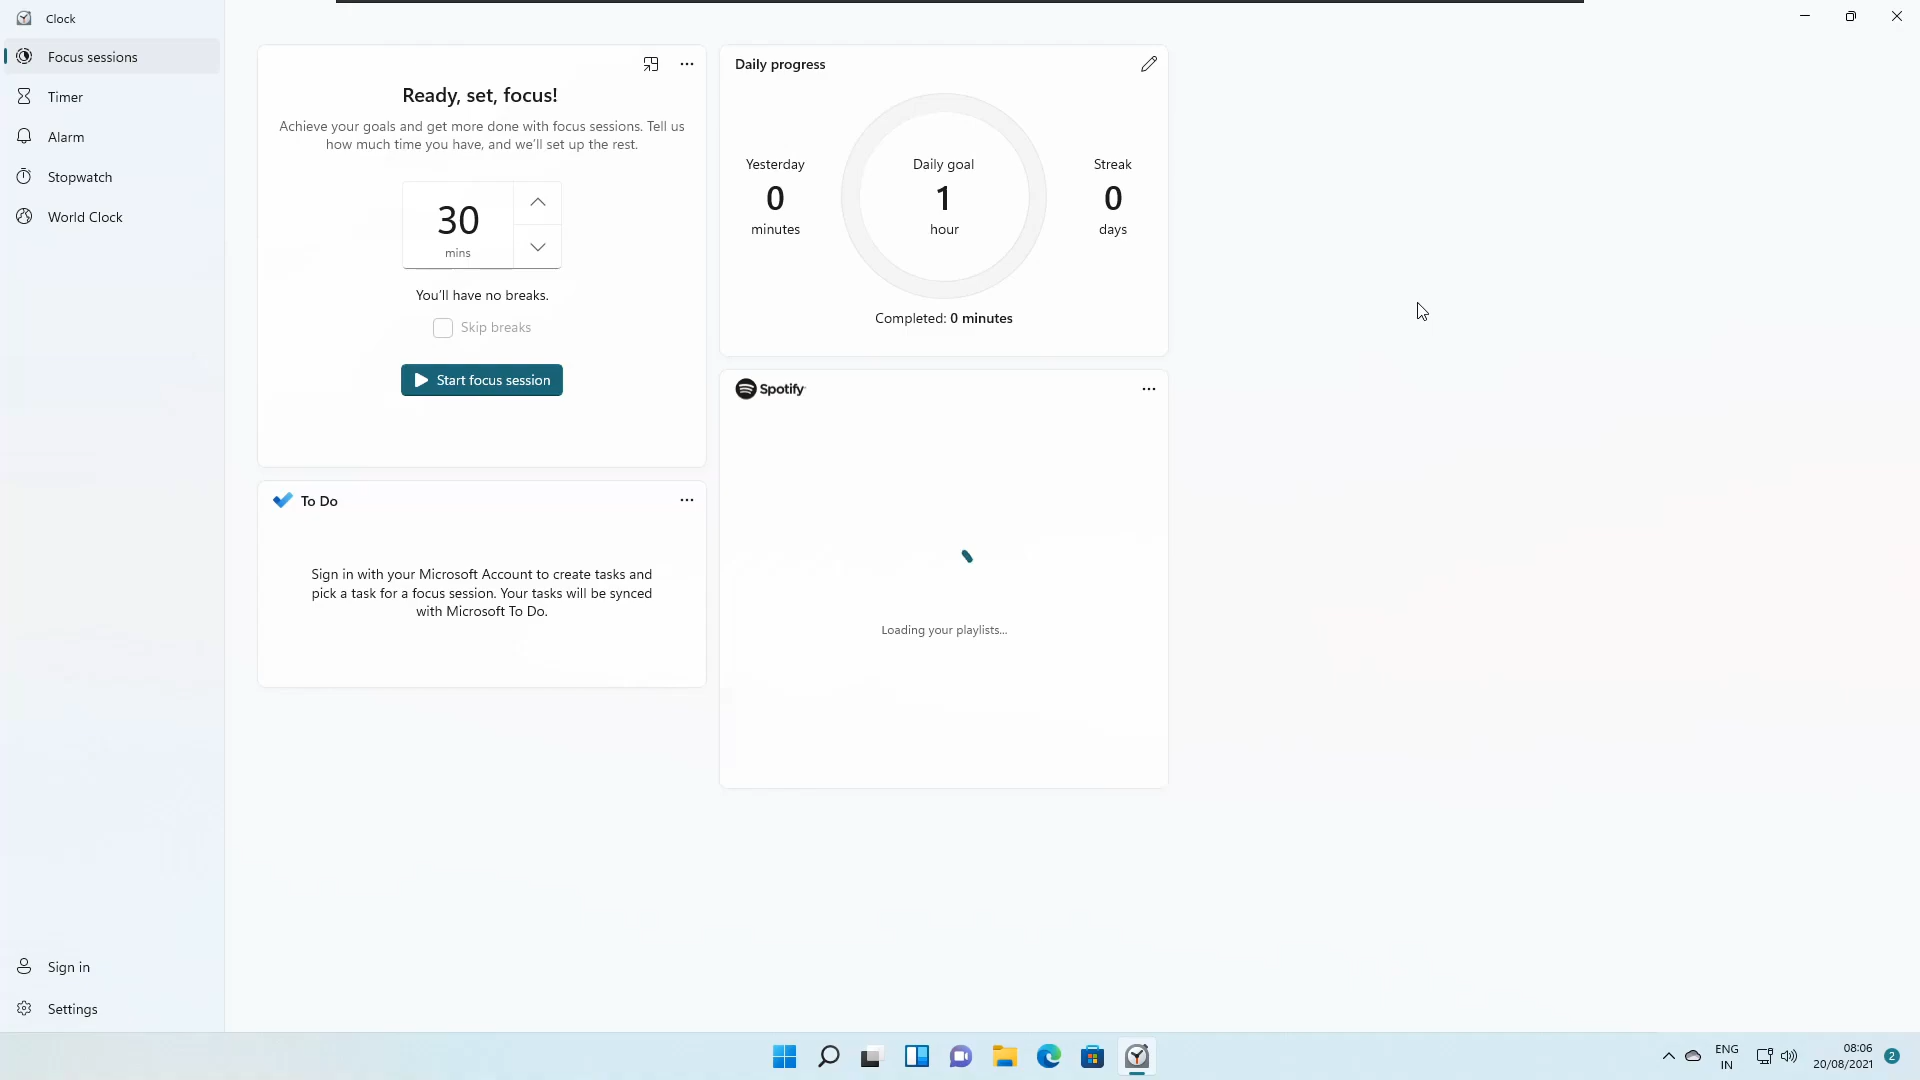 Clock
Focus sessions
Timer
Alarm
Stopwatch
World Clock
Sign in
Settings
Ready, set, focus!
Achieve your goals and get more done with focus sessions. Tell us
how much time you have, and we'll set up the rest.
30
mins
You'll have no breaks.
Skip breaks
Start focus session
To Do
Sign in with your Microsoft Account to create tasks and
pick a task for a focus session. Your tasks will be synced
with Microsoft To Do.
Daily progress
Yesterday
0
minutes
Daily goal
1
hour
Streak
0
days
Completed: 0 minutes
Spotify
Loading your playlists...
ENG
IN
08:06
20/08/2021
2